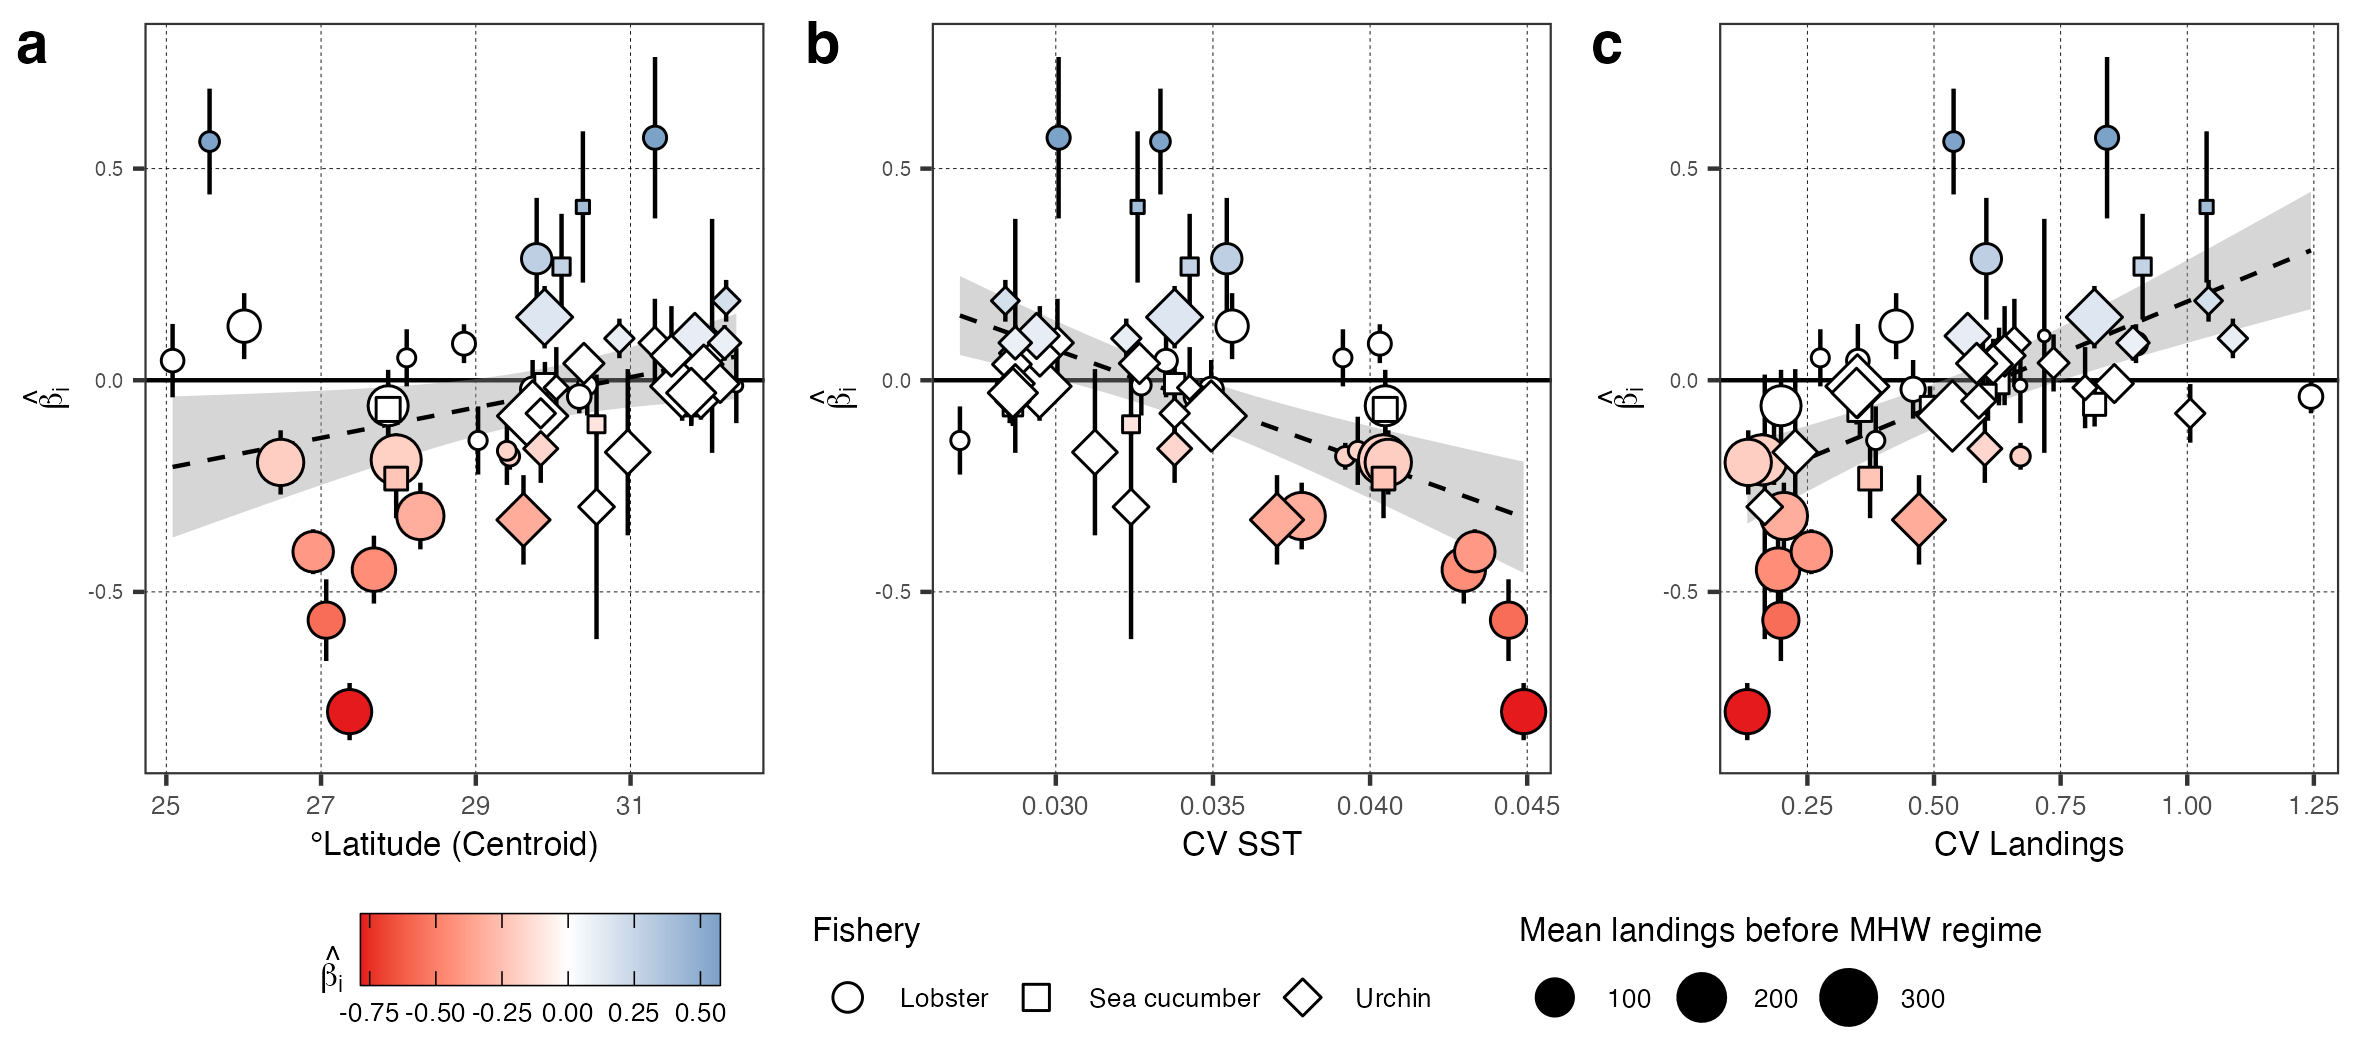 a b c
0.5 0.5 0.5
0.0 0.0 0.0
-0.5 -0.5 -0.5
β̂i β̂i β̂i
25 27 29 31 0.030 0.035 0.040 0.045 0.25 0.50 0.75 1.00 1.25
°Latitude (Centroid) CV SST CV Landings
β̂i
-0.75 -0.50 -0.25 0.00 0.25 0.50
Fishery
Lobster Sea cucumber Urchin
Mean landings before MHW regime
100 200 300